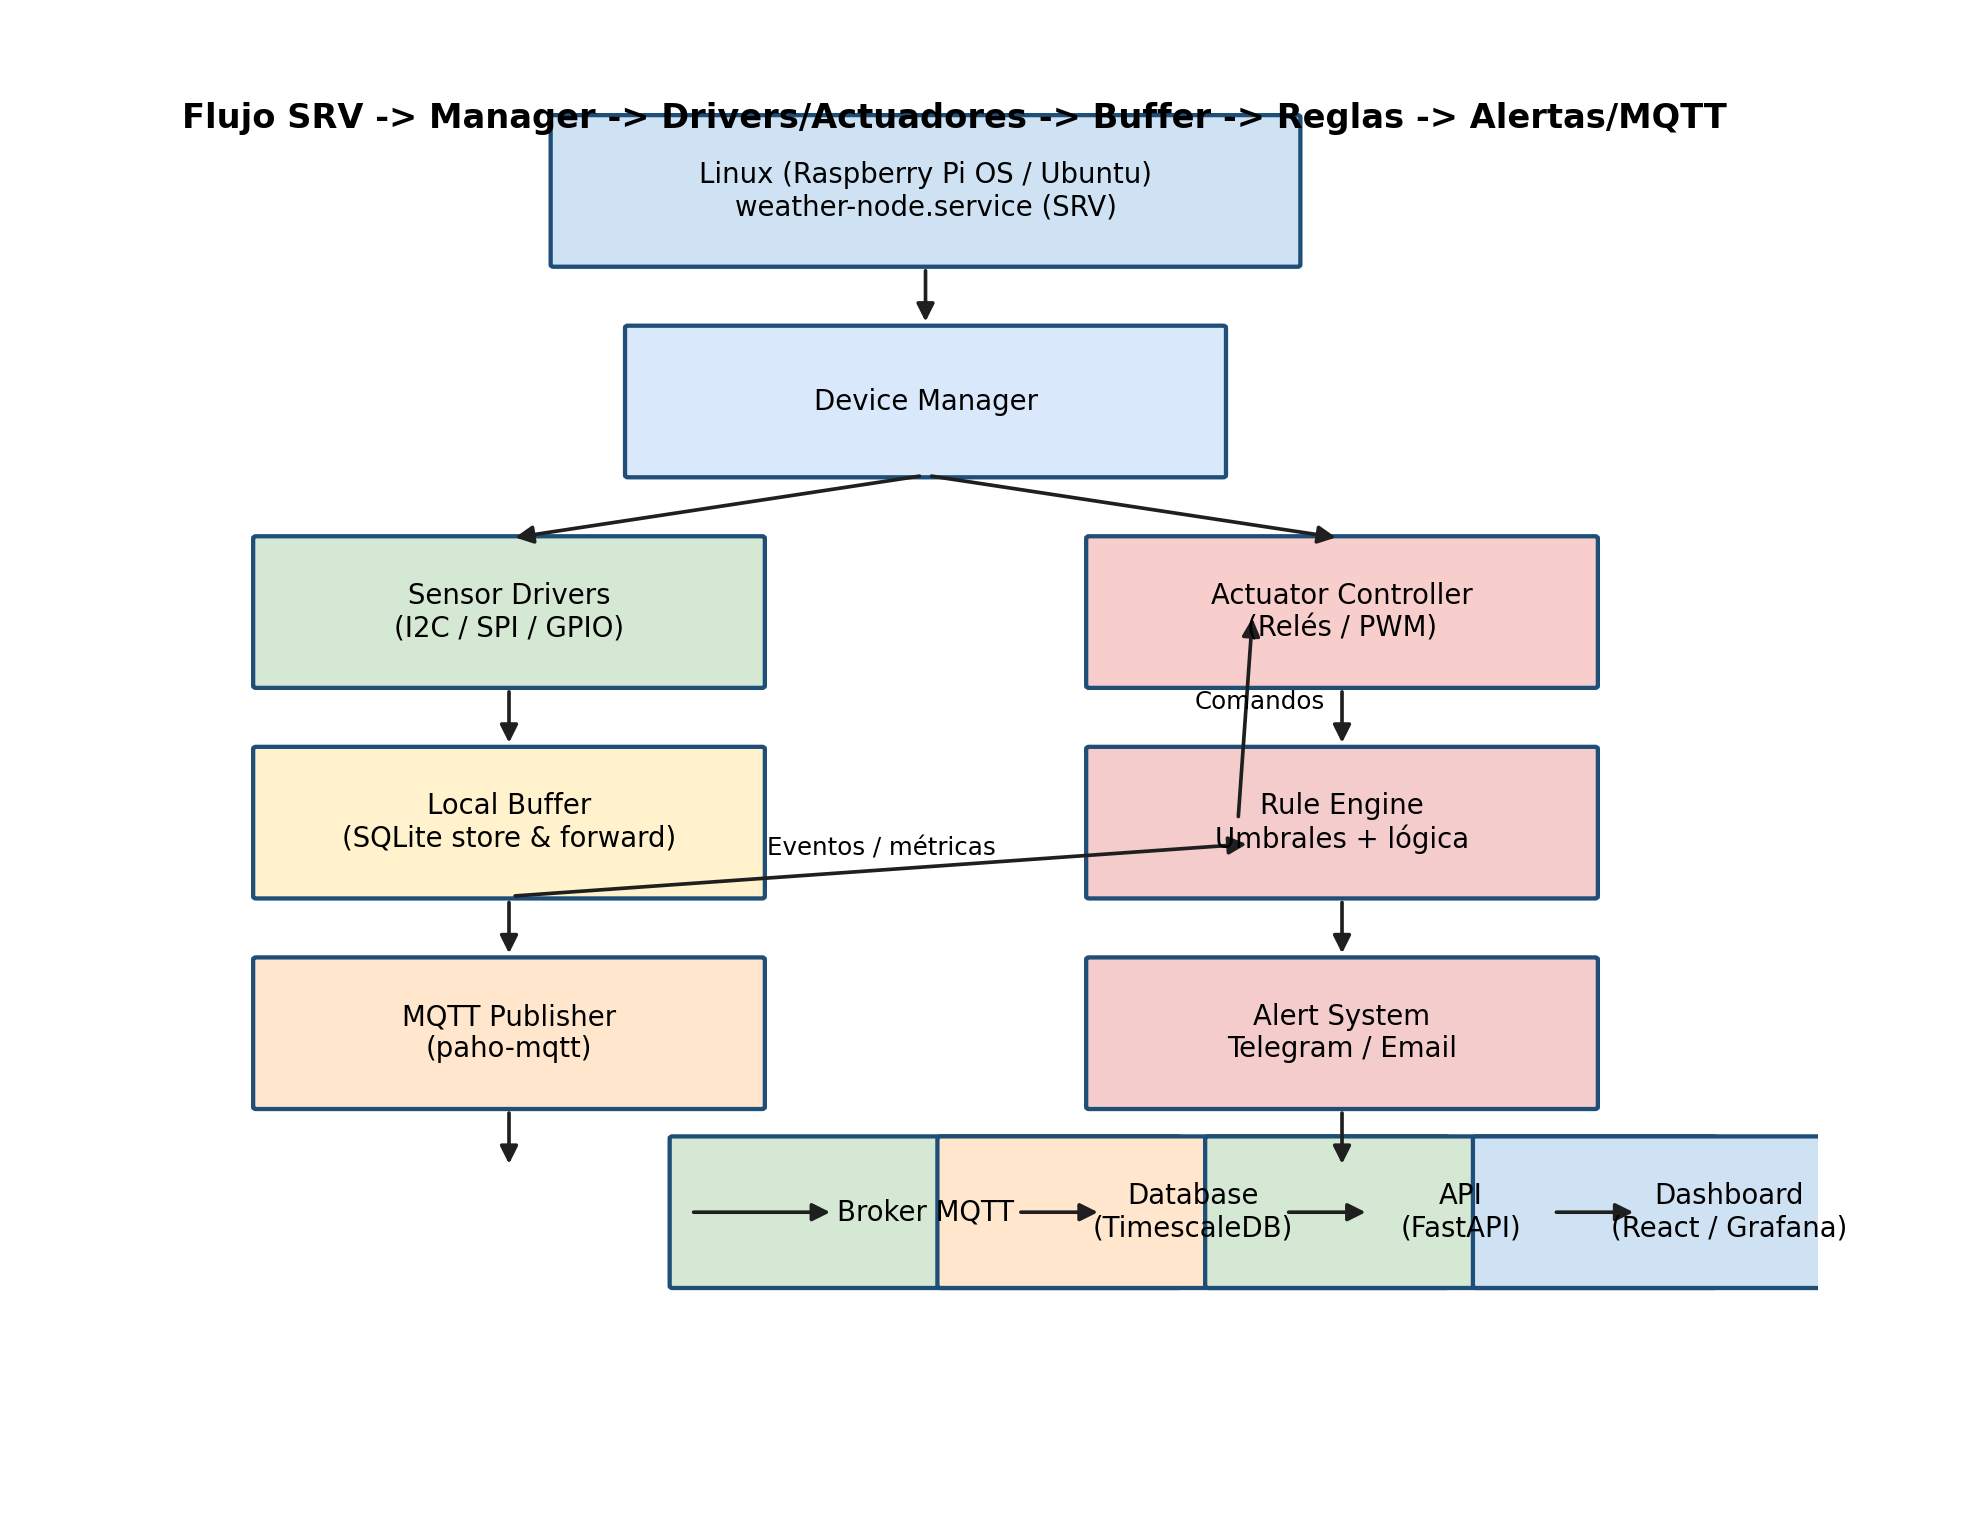 Flujo SRV -> Manager -> Drivers/Actuadores -> Buffer -> Reglas -> Alertas/MQTT
Linux (Raspberry Pi OS / Ubuntu)
weather-node.service (SRV)
Device Manager
Sensor Drivers
(I2C / SPI / GPIO)
Actuator Controller
(Relés / PWM)
Comandos
Local Buffer
(SQLite store & forward)
Eventos / métricas
Rule Engine
Umbrales + lógica
MQTT Publisher
(paho-mqtt)
Alert System
Telegram / Email
Broker MQTT
Database
(TimescaleDB)
API
(FastAPI)
Dashboard
(React / Grafana)